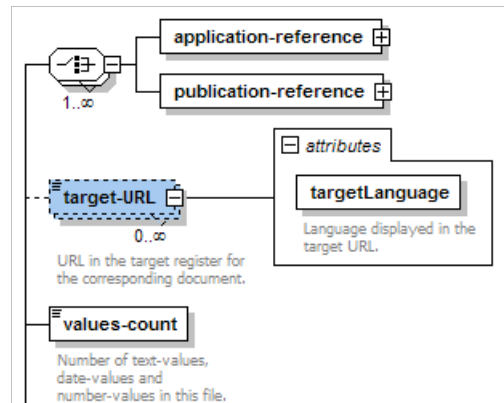 application-reference
publication-reference
1..∞
attributes
targetLanguage
Language displayed in the
target URL.
target-URL
0..∞
URL in the target register for
the corresponding document.
values-count
Number of text-values,
date-values and
number-values in this file.